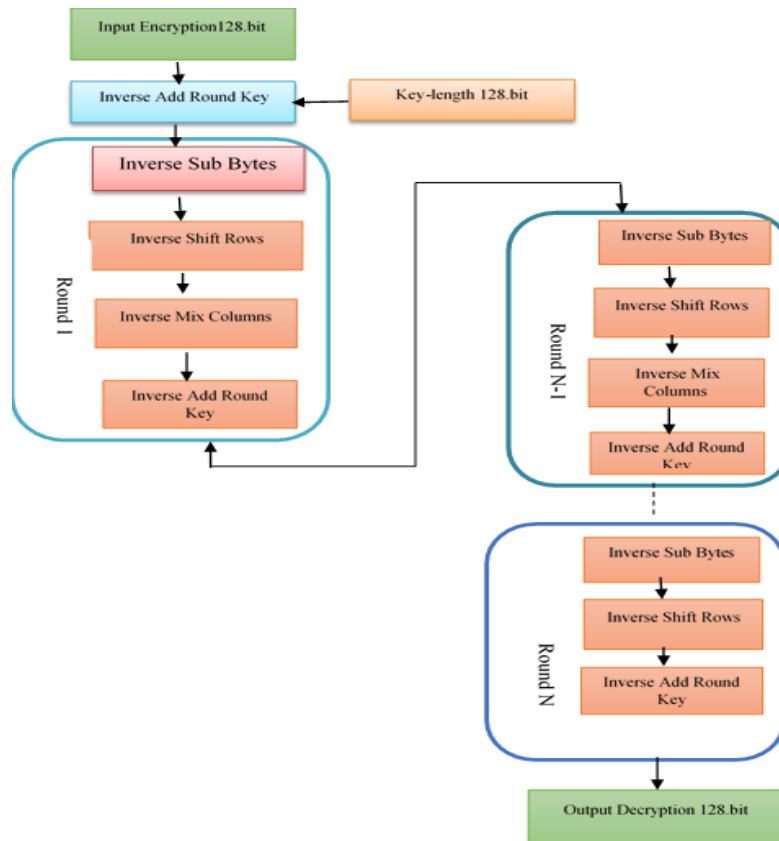 Input Encryption128.bit
Inverse Add Round Key
Key-length 128.bit
Inverse Sub Bytes
Inverse Shift Rows
Inverse Mix Columns
Inverse Add Round
Key
Round 1
Inverse Sub Bytes
Inverse Shift Rows
Inverse Mix
Columns
Inverse Add Round
Key
Round N-1
Inverse Sub Bytes
Inverse Shift Rows
Inverse Add Round
Key
Round N
Output Decryption 128.bit